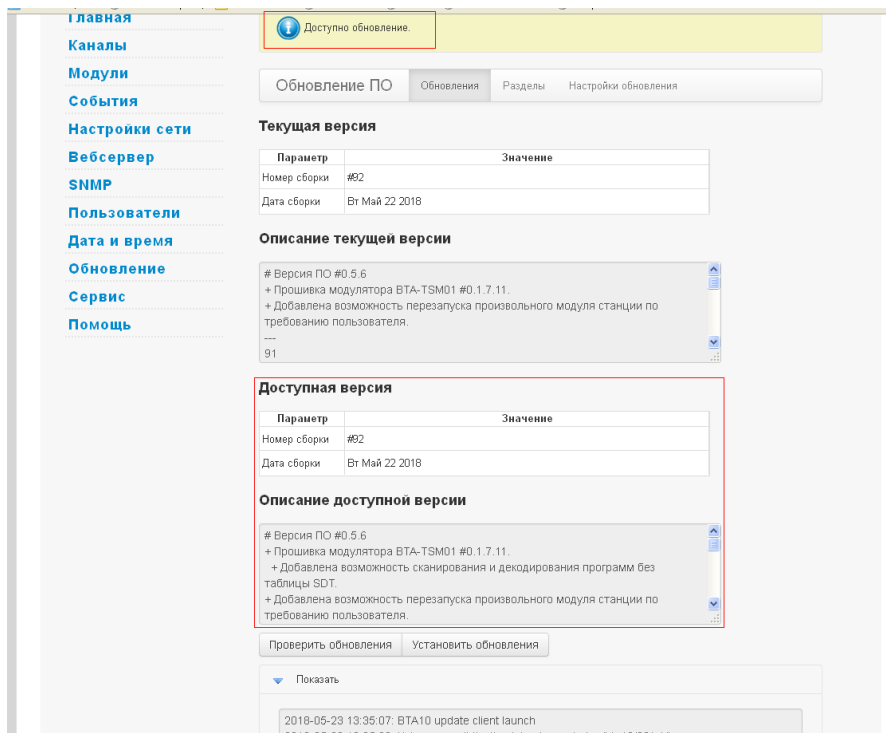 Главная
Каналы
Модули
События
Настройки сети
Вебсервер
SNMP
Пользователи
Дата и время
Обновление
Сервис
Помощь
Доступно обновление.
Обновление ПО Обновления Разделы Настройки обновления
Текущая версия
Параметр Значение
Номер сборки #92
Дата сборки Вт Май 22 2018
Описание текущей версии
# Версия ПО #0.5.6
+ Прошивка модулятора BTA-TSM01 #0.1.7.11.
+ Добавлена возможность перезапуска произвольного модуля станции по
требованию пользователя.
---
91
Доступная версия
Параметр Значение
Номер сборки #92
Дата сборки Вт Май 22 2018
Описание доступной версии
# Версия ПО #0.5.6
+ Прошивка модулятора BTA-TSM01 #0.1.7.11.
+ Добавлена возможность сканирования и декодирования программ без
таблицы SDT.
+ Добавлена возможность перезапуска произвольного модуля станции по
требованию пользователя.
Проверить обновления Установить обновления
Показать
2018-05-23 13:35:07: BTA10 update client launch